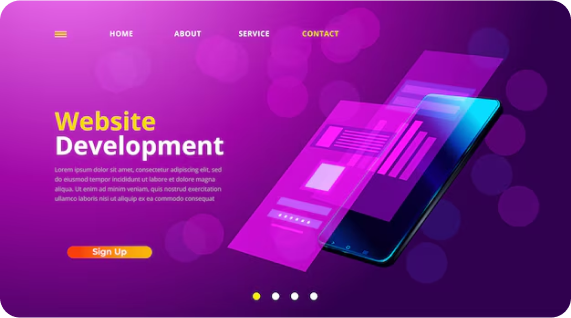 HOME ABOUT SERVICE CONTACT
Website
Development
Lorem ipsum dolor sit amet, consectetur adipiscing elit, sed
do eiusmod tempor incididunt ut labore et dolore magna
aliqua. Ut enim ad minim veniam, quis nostrud exercitation
ullamco laboris nisi ut aliquip ex ea commodo consequat
Sign Up